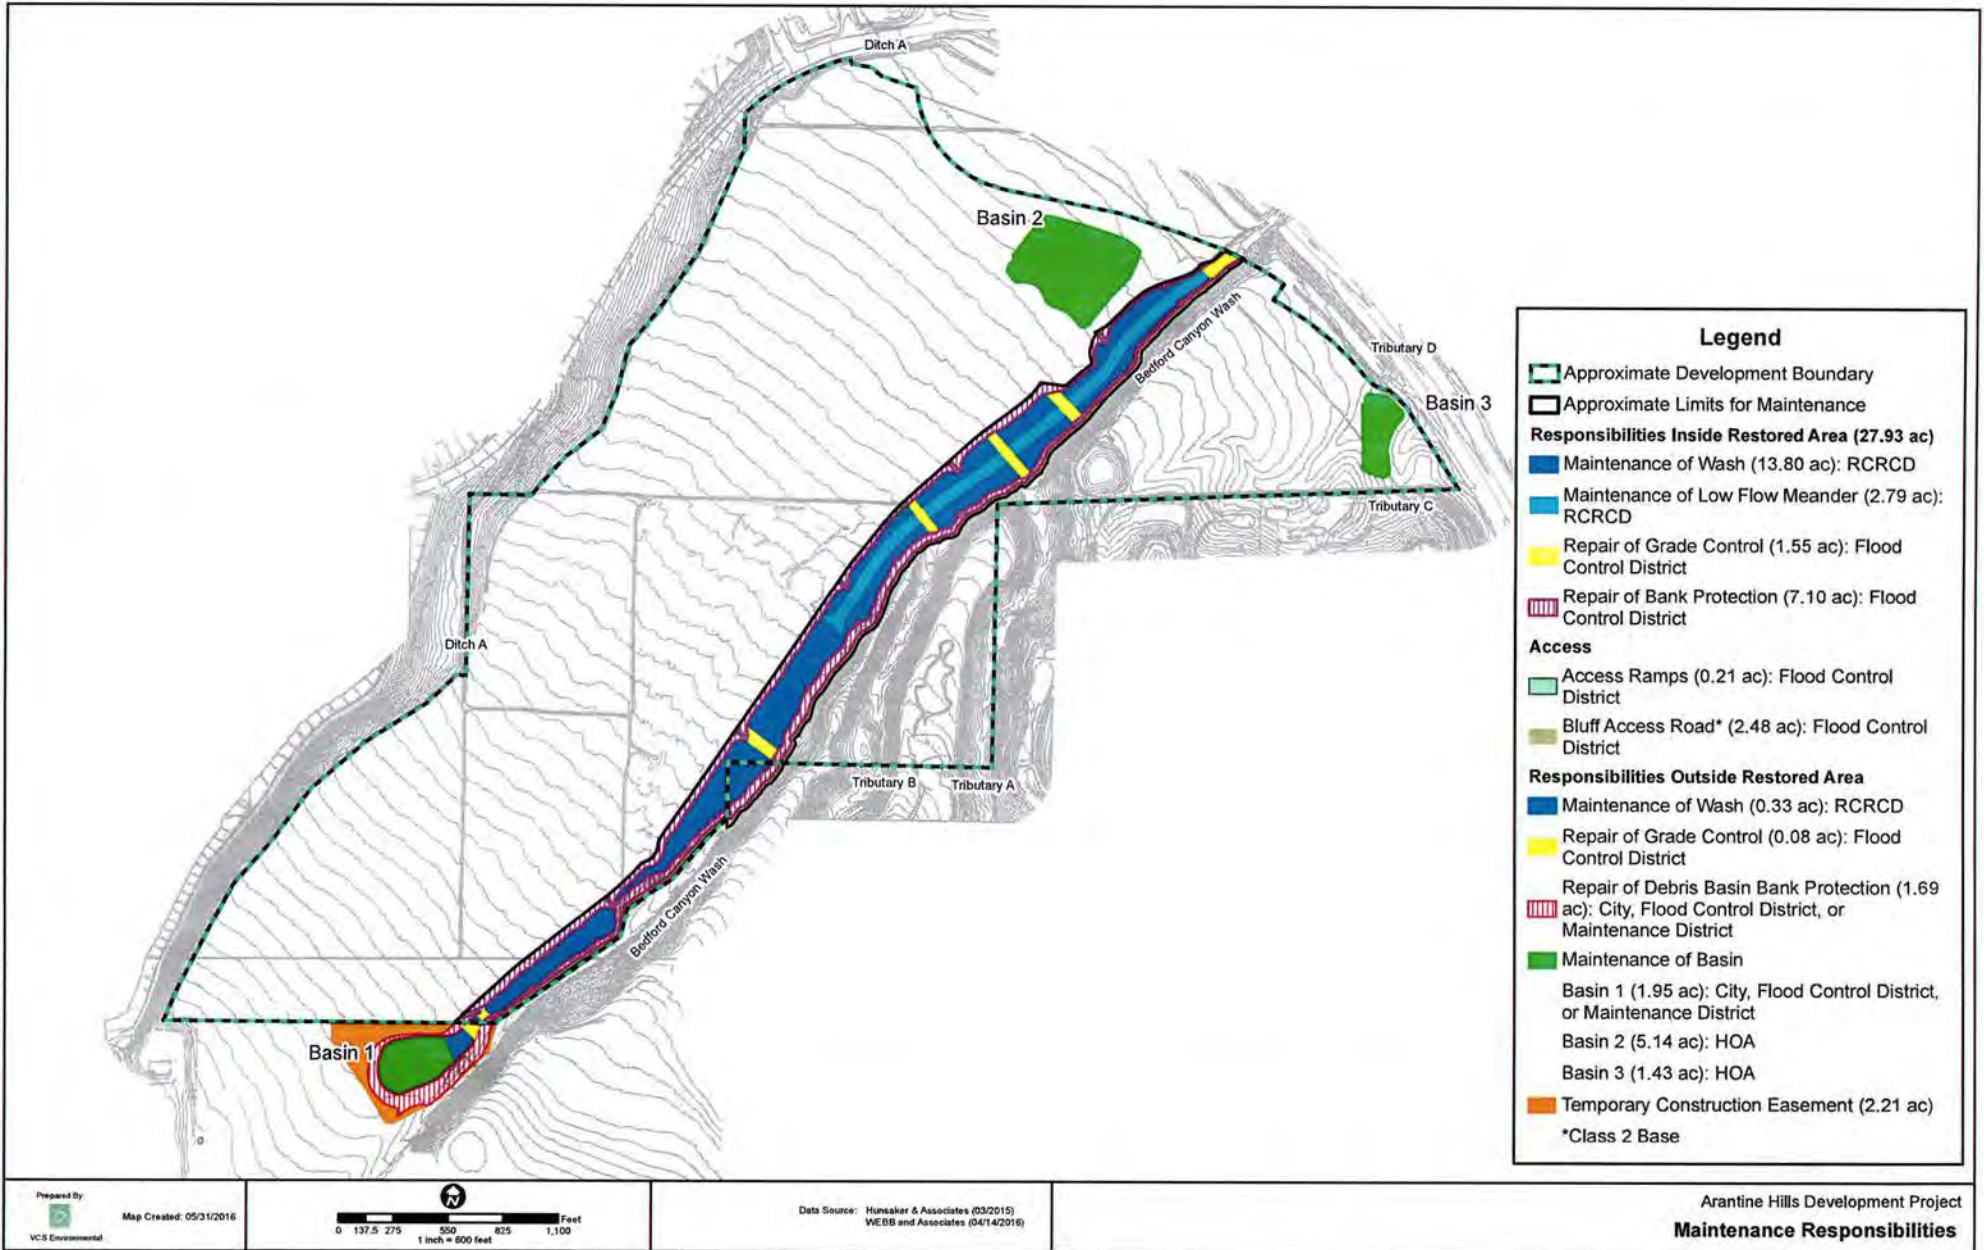 Ditch A
Basin 2
Bedford Canyon Wash
Tributary D
Basin 3
Tributary C
Ditch A
Tributary B
Tributary A
Bedford Canyon Wash
Basin 1
Legend
Approximate Development Boundary
Approximate Limits for Maintenance
Responsibilities Inside Restored Area (27.93 ac)
Maintenance of Wash (13.80 ac): RCRCD
Maintenance of Low Flow Meander (2.79 ac):
RCRCD
Repair of Grade Control (1.55 ac): Flood
Control District
Repair of Bank Protection (7.10 ac): Flood
Control District
Access
Access Ramps (0.21 ac): Flood Control
District
Bluff Access Road* (2.48 ac): Flood Control
District
Responsibilities Outside Restored Area
Maintenance of Wash (0.33 ac): RCRCD
Repair of Grade Control (0.08 ac): Flood
Control District
Repair of Debris Basin Bank Protection (1.69
ac): City, Flood Control District, or
Maintenance District
Maintenance of Basin
Basin 1 (1.95 ac): City, Flood Control District,
or Maintenance District
Basin 2 (5.14 ac): HOA
Basin 3 (1.43 ac): HOA
Temporary Construction Easement (2.21 ac)
*Class 2 Base
Prepared By:
VCS Environmental
Map Created: 05/31/2016
N
Feet
0 137.5 275 550 825 1,100
1 inch = 600 feet
Data Source: Hunsaker & Associates (03/2015)
WEBB and Associates (04/14/2016)
Arantine Hills Development Project
Maintenance Responsibilities